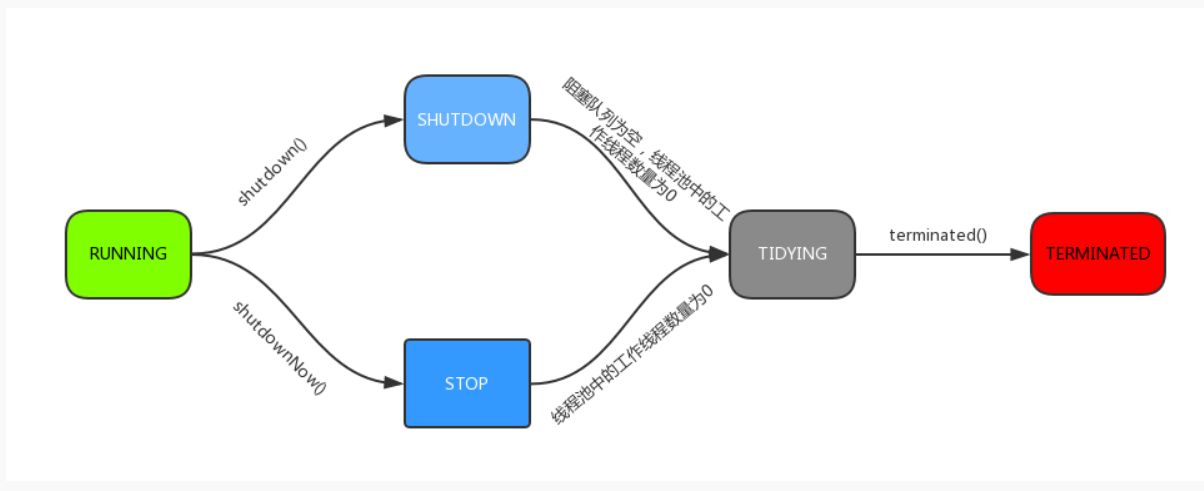 SHUTDOWN
阻塞队列为空，线程池中的工
作线程数量为0
shutdown()
RUNNING
TIDYING
terminated()
TERMINATED
shutdownNow()
线程池中的工作线程数量为0
STOP